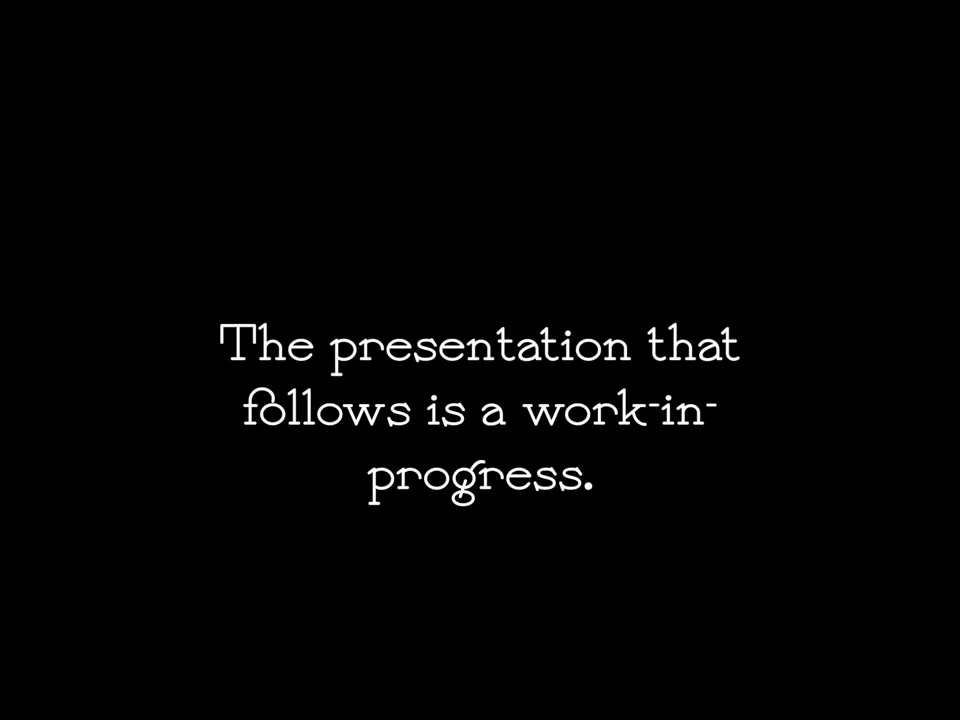 The presentation that
follows is a work-in-
progress.